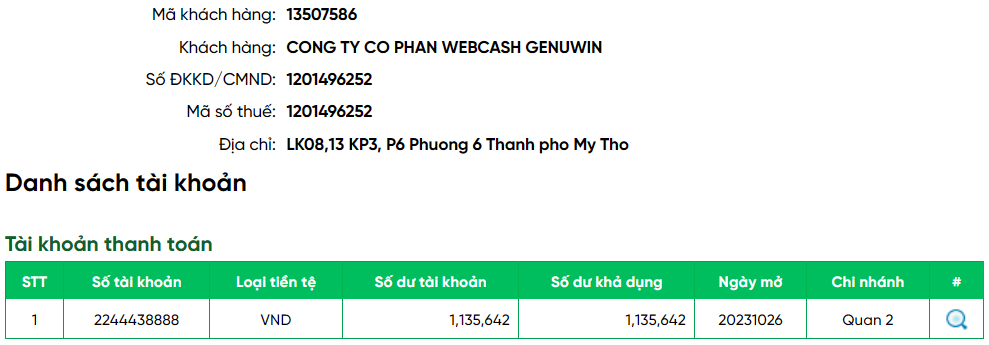 Mã khách hàng: 13507586
Khách hàng: CONG TY CO PHAN WEBCASH GENUWIN
Số ĐKKD/CMND: 1201496252
Mã số thuế: 1201496252
Địa chỉ: LK08,13 KP3, P6 Phuong 6 Thanh pho My Tho
Danh sách tài khoản
Tài khoản thanh toán
STT Số tài khoản Loại tiền tệ Số dư tài khoản Số dư khả dụng Ngày mở Chi nhánh #
1 2244438888 VND 1,135,642 1,135,642 20231026 Quan 2